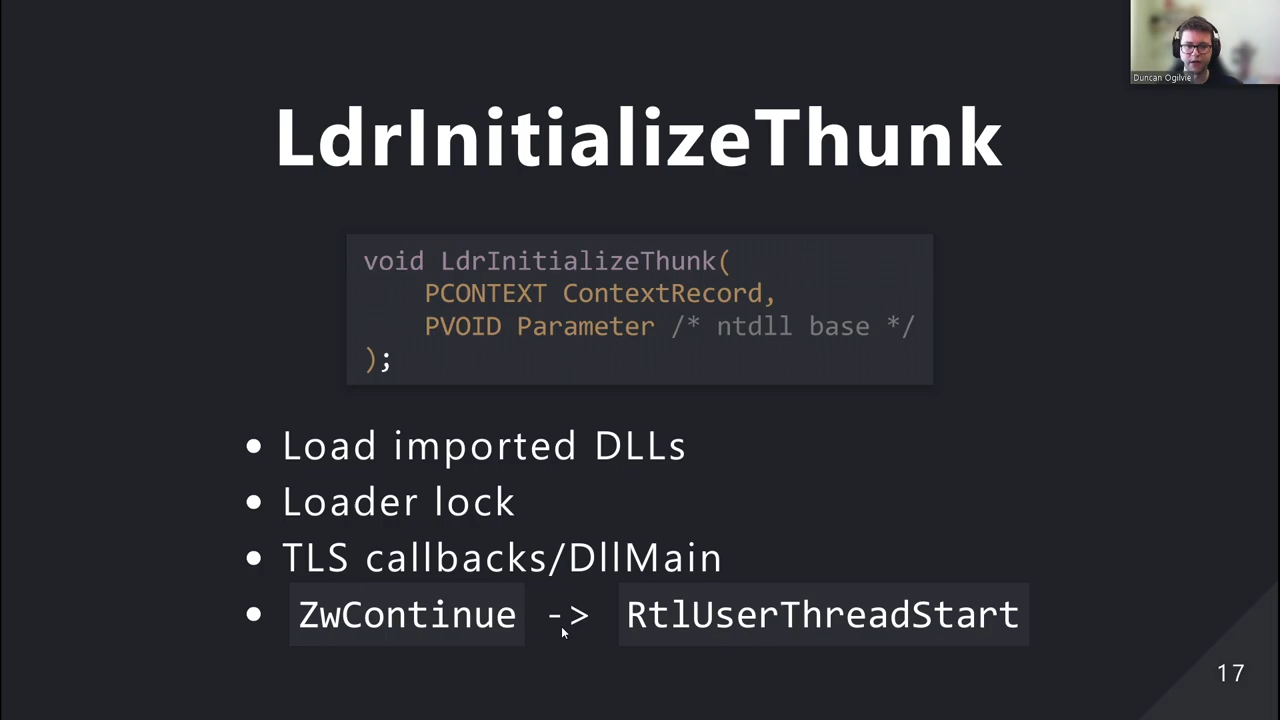 Duncan Ogilvie
LdrInitializeThunk
void LdrInitializeThunk(
PCONTEXT ContextRecord,
PVOID Parameter /* ntdll base */
);
• Load imported DLLs
• Loader lock
• TLS callbacks/DllMain
• ZwContinue -> RtlUserThreadStart
17